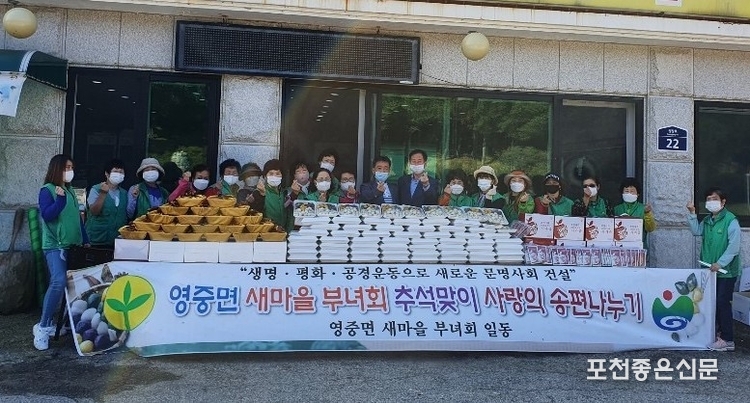 22
"생명·평화·공경운동으로 새로운 문명사회 건설"
영중면 새마을 부녀회 추석맞이 사랑의 송편나누기
영중면 새마을 부녀회 일동
포천좋은신문